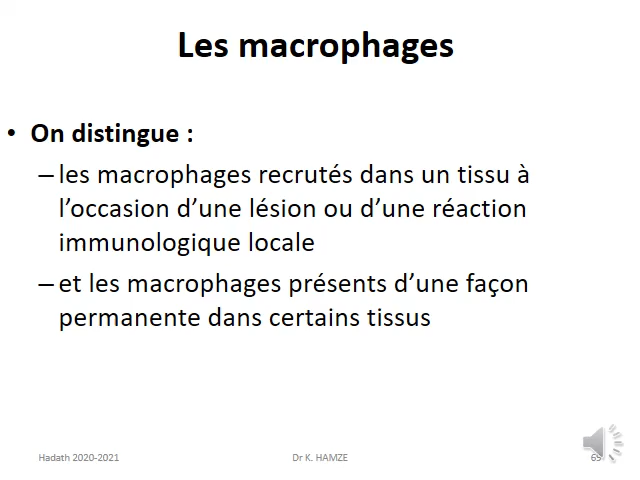 Les macrophages
• On distingue :
– les macrophages recrutés dans un tissu à
l’occasion d’une lésion ou d’une réaction
immunologique locale
– et les macrophages présents d’une façon
permanente dans certains tissus
Hadath 2020-2021
Dr K. HAMZE